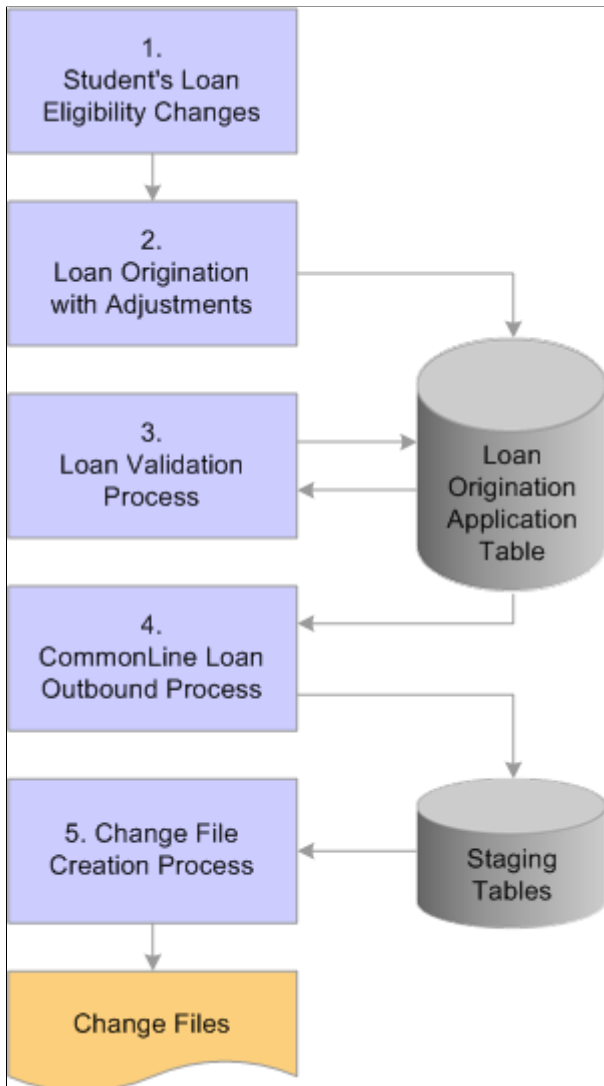 1.
Student's Loan
Eligibility Changes
2.
Loan Origination
with Adjustments
3.
Loan Validation
Process
Loan
Origination
Application
Table
4.
CommonLine Loan
Outbound Process
5. Change File
Creation Process
Staging
Tables
Change Files